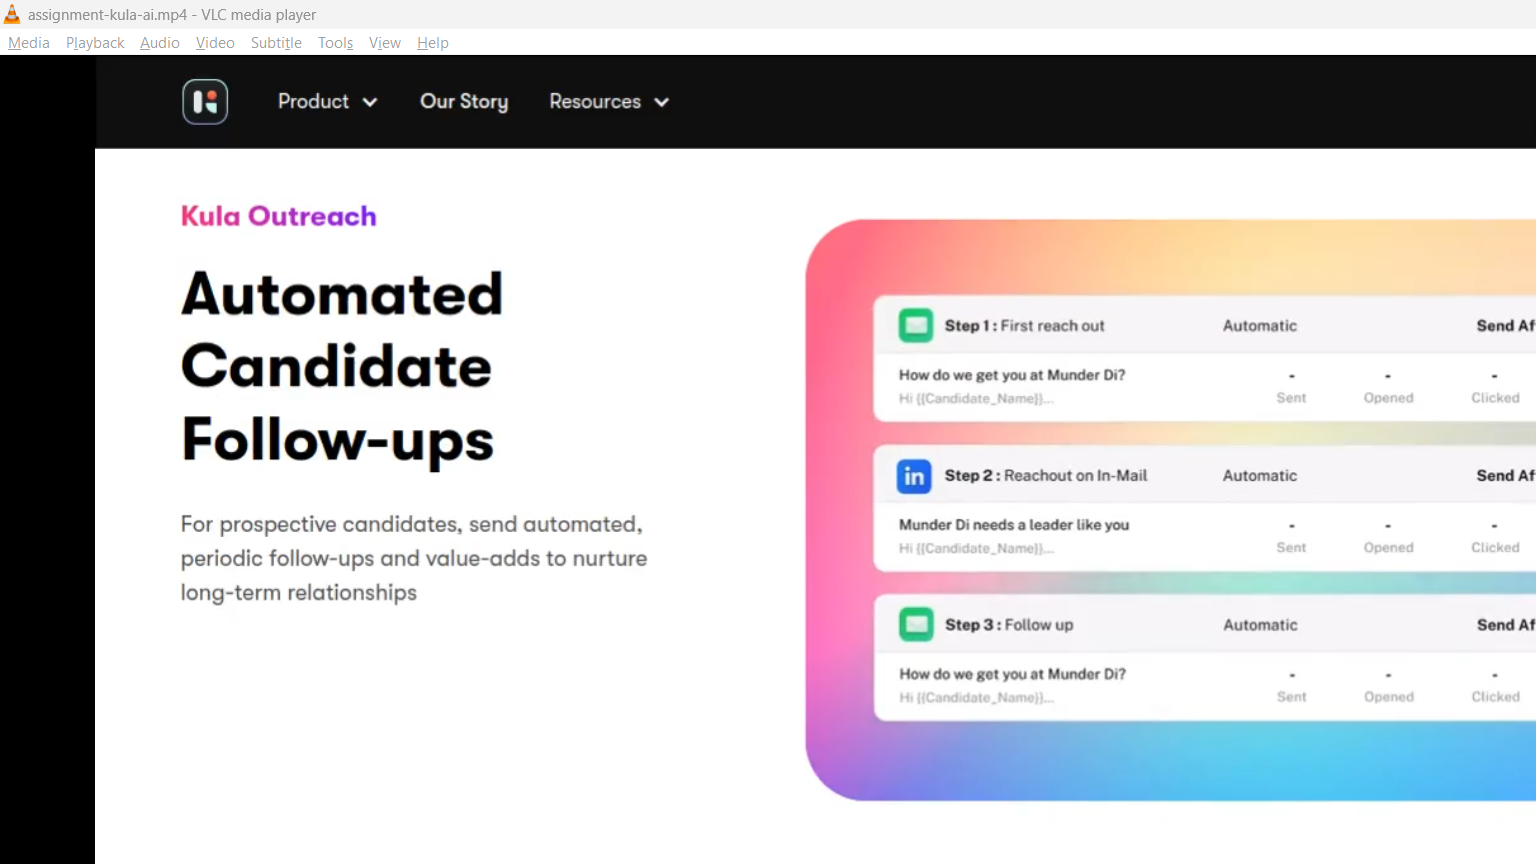 assignment-kula-ai.mp4 - VLC media player
Media Playback Audio Video Subtitle Tools View Help
Product Our Story Resources
Kula Outreach
Automated
Candidate
Follow-ups
For prospective candidates, send automated,
periodic follow-ups and value-adds to nurture
long-term relationships
Step 1 : First reach out Automatic Send Af
How do we get you at Munder Di? - - -
Hi {{Candidate_Name}}... Sent Opened Clicked
in Step 2 : Reachout on In-Mail Automatic Send Af
Munder Di needs a leader like you - - -
Hi {{Candidate_Name}}... Sent Opened Clicked
Step 3 : Follow up Automatic Send Af
How do we get you at Munder Di? - - -
Hi {{Candidate_Name}}... Sent Opened Clicked